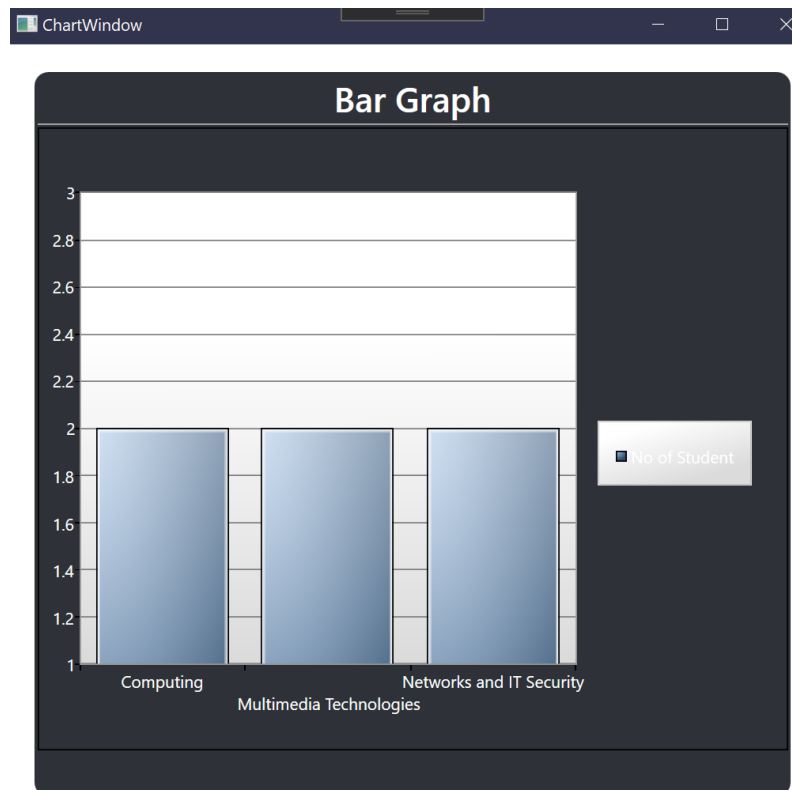 ChartWindow
Bar Graph
3
2.8
2.6
2.4
2.2
2
1.8
1.6
1.4
1.2
1
No of Student
Computing
Multimedia Technologies
Networks and IT Security